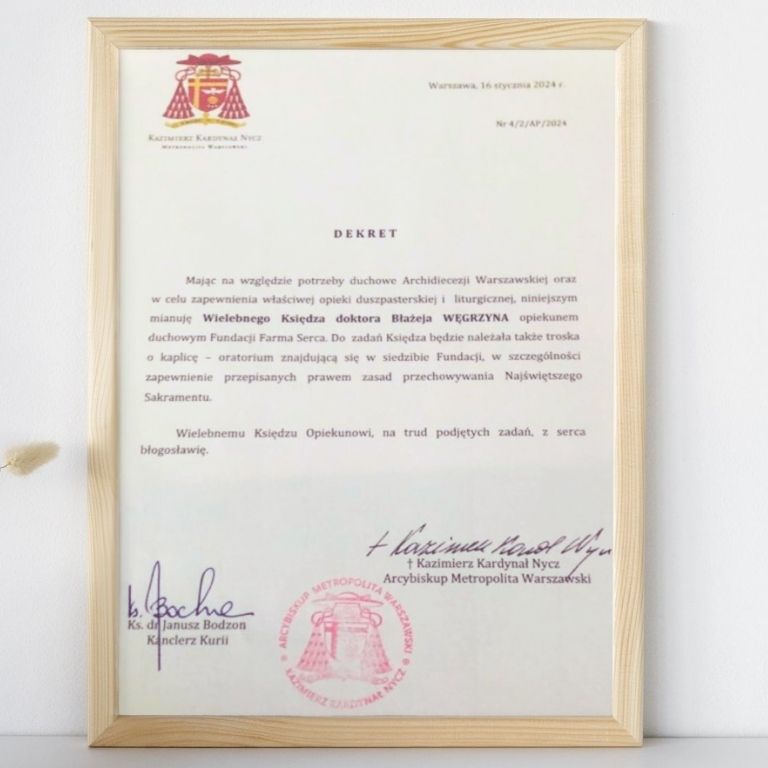 KAZIMIERZ KARDYNAŁ NYCZ
METROPOLITA WARSZAWSKI
Warszawa, 16 stycznia 2024 r.
Nr 4/2/AP/2024
DEKRET
Mając na względzie potrzeby duchowe Archidiecezji Warszawskiej oraz
w celu zapewnienia właściwej opieki duszpasterskiej i liturgicznej, niniejszym
mianuję Wielebnego Księdza doktora Błażeja WĘGRZYNA opiekunem
duchowym Fundacji Farma Serca. Do zadań Księdza będzie należała także troska
o kaplicę – oratorium znajdującą się w siedzibie Fundacji, w szczególności
zapewnienie przepisanych prawem zasad przechowywania Najświętszego
Sakramentu.
Wielebnemu Księdzu Opiekunowi, na trud podjętych zadań, z serca
błogosławię.
† Kazimierz Kardynał Nycz
Arcybiskup Metropolita Warszawski
Ks. dr Janusz Bodzon
Kanclerz Kurii
ARCYBISKUP METROPOLITA WARSZAWSKI
KAZIMIERZ KARDYNAŁ NYCZ